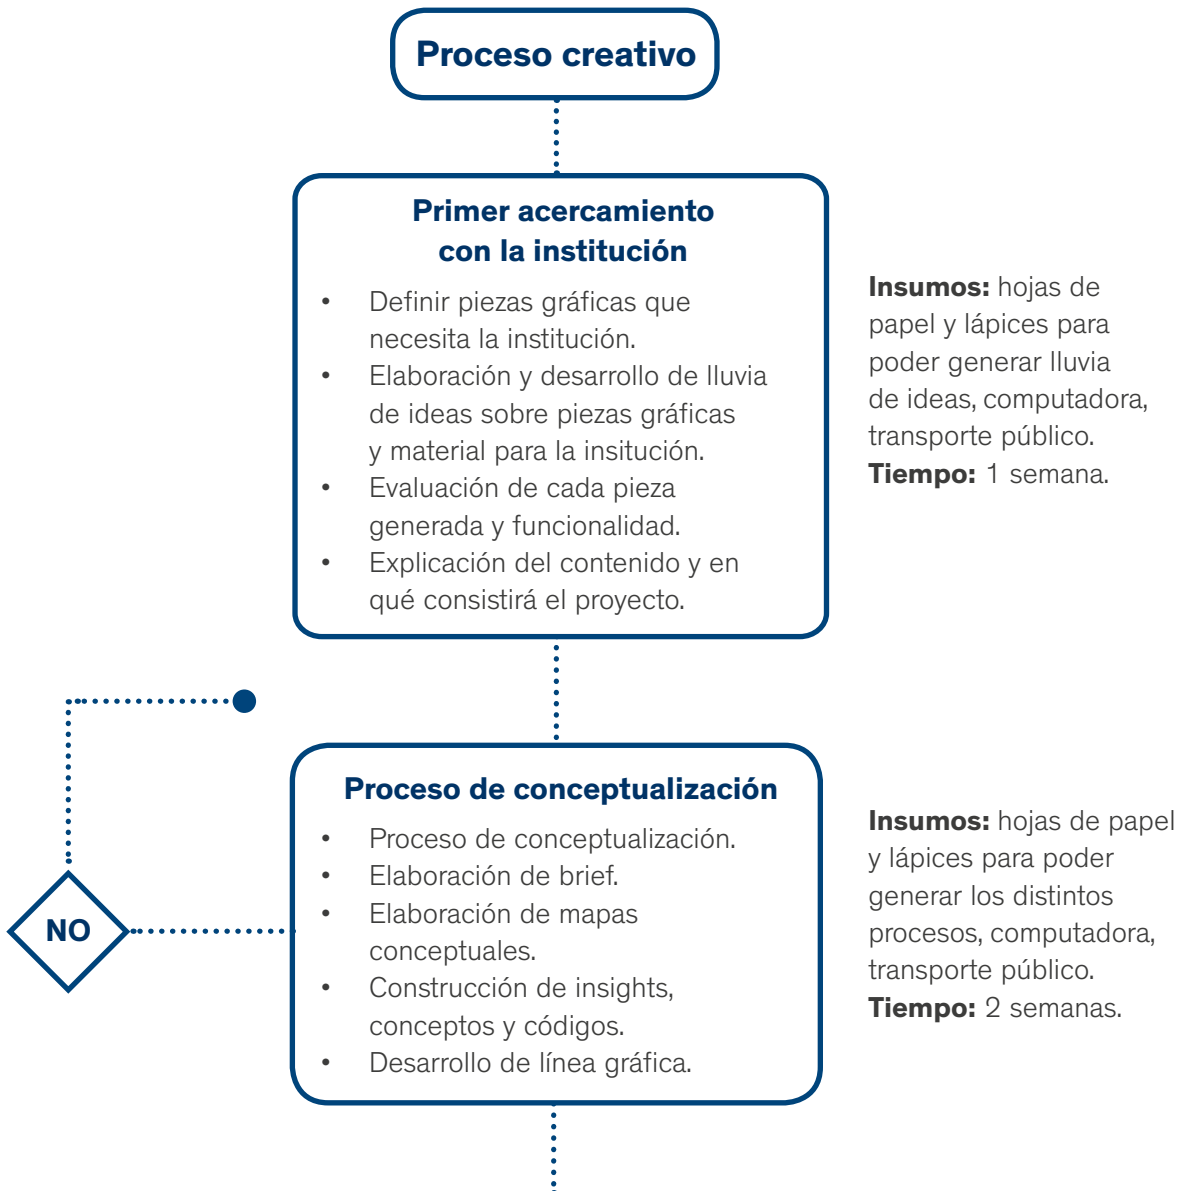 Proceso creativo
Primer acercamiento
con la institución
• Definir piezas gráficas que
necesita la institución.
• Elaboración y desarrollo de lluvia
de ideas sobre piezas gráficas
y material para la insitución.
• Evaluación de cada pieza
generada y funcionalidad.
• Explicación del contenido y en
qué consistirá el proyecto.
Insumos: hojas de
papel y lápices para
poder generar lluvia
de ideas, computadora,
transporte público.
Tiempo: 1 semana.
NO
Proceso de conceptualización
• Proceso de conceptualización.
• Elaboración de brief.
• Elaboración de mapas
conceptuales.
• Construcción de insights,
conceptos y códigos.
• Desarrollo de línea gráfica.
Insumos: hojas de papel
y lápices para poder
generar los distintos
procesos, computadora,
transporte público.
Tiempo: 2 semanas.